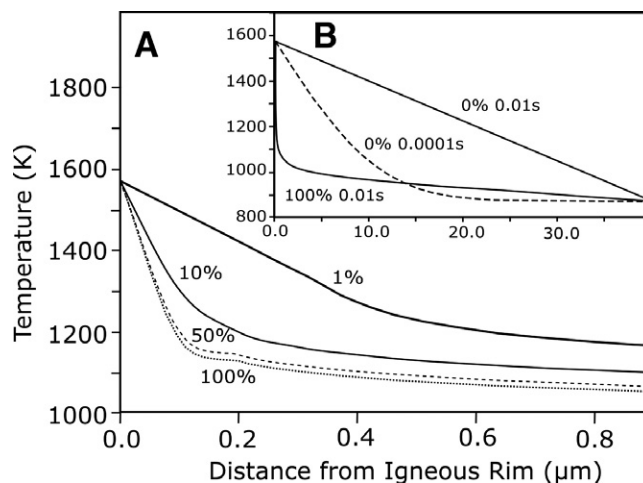 A
B
1600
1400
1200
1000
800
0% 0.01s
0% 0.0001s
100% 0.01s
0.0 10.0 20.0 30.0
Temperature (K)
1800
1600
1400
1200
1000
1%
10%
50%
100%
0.0 0.2 0.4 0.6 0.8
Distance from Igneous Rim (μm)